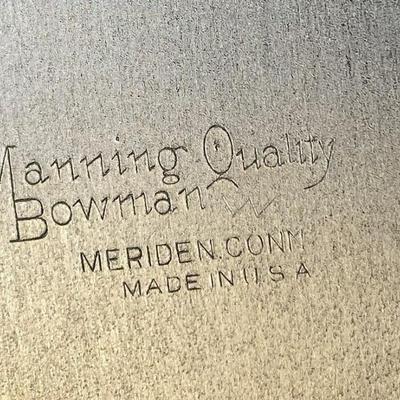 Manning Quality
Bowman
MERIDEN.CONN
MADE IN U.S A